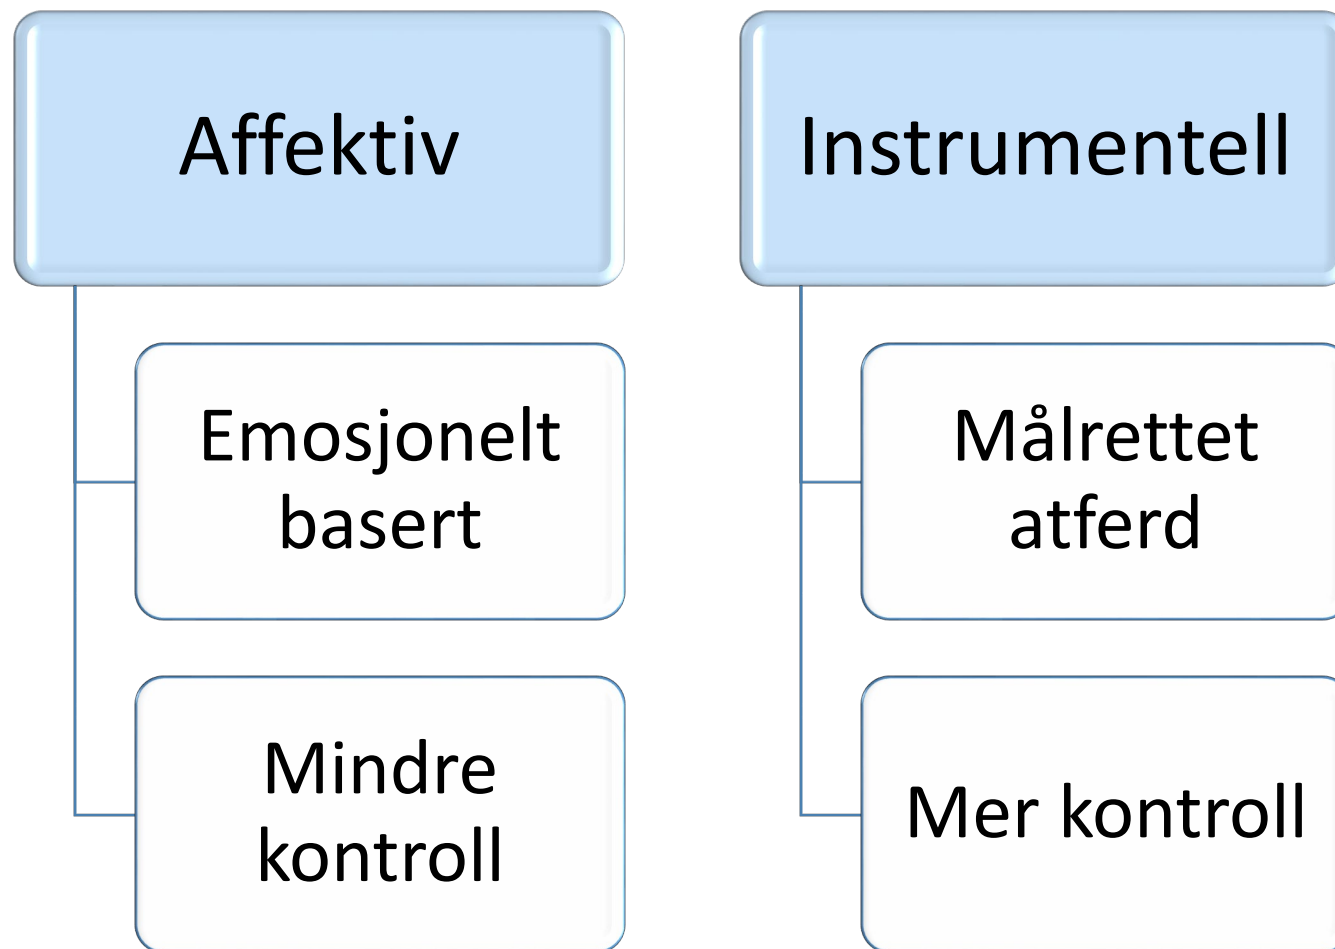 Affektiv
Emosjonelt
basert
Mindre
kontroll
Instrumentell
Målrettet
atferd
Mer kontroll